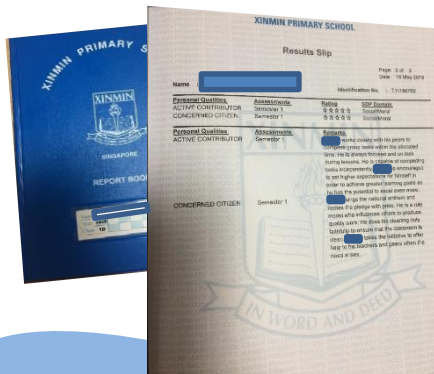 XINMIN PRIMARY S
XINMIN
SINGAPORE
REPORT BOO
XINMIN PRIMARY SCHOOL
Results Slip
Page 2 of
Date 18 May 2018
Name :
Identification No. :
Personal Qualities Assessments Rating SDP Domain
ACTIVE CONTRIBUTOR Semester 1 ☆☆☆☆☆ Social/Moral
CONCERNED CITIZEN Semester 1 ☆☆☆☆☆ Social/Moral
Personal Qualities Assessments Remarks
ACTIVE CONTRIBUTOR Semester 1 works closely with his peers to
complete group tasks within the allocated
time. He is always focused and on task
during lessons. He is capable of completing
tasks independently. is encouraged
to set higher expectations for himself in
order to achieve greater learning goals as
he has the potential to excel even more.
CONCERNED CITIZEN Semester 1 sings the national anthem and
recites the pledge with pride. He is a role
model who influences others to produce
quality work. He does his cleaning duty
faithfully to ensure that the classroom is
clean. takes the initiative to offer
help to his teachers and peers when the
need arises.
IN WORD AND DEED